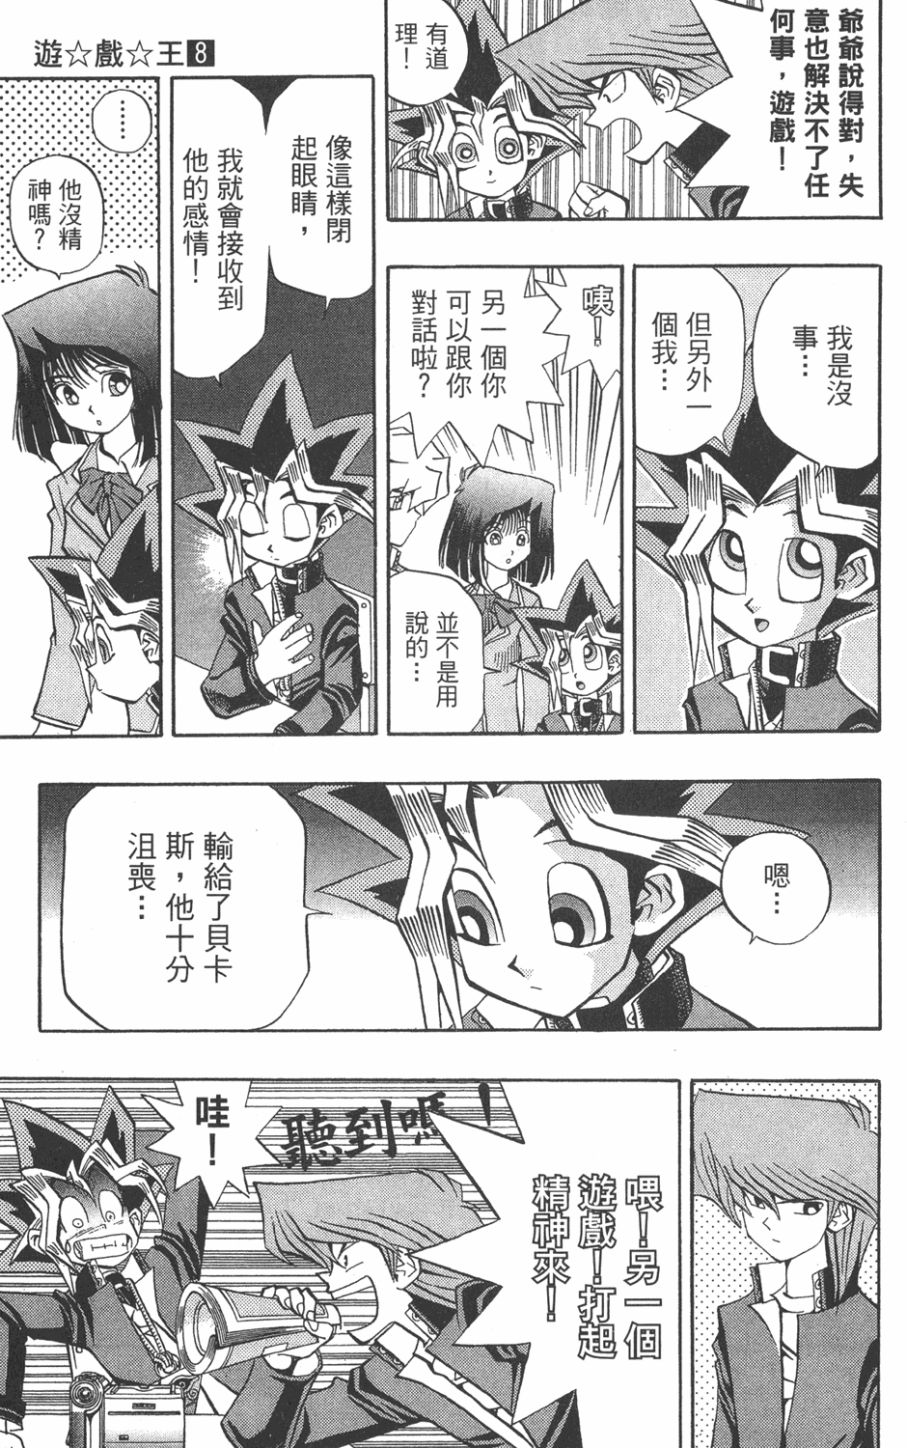 遊☆戲☆王8
爺爺說得對，失
意也解決不了任
何事，遊戲！
有道
理！
我是沒
事…
但另外一
個我…
咦！
另一個你
可以跟你
對話啦？
並不是用
說的…
像這樣閉
起眼睛，
我就會接收到
他的感情！
……
他沒精
神嗎？
嗯…
輸給了貝卡
斯，他十分
沮喪…
喂！另一個
遊戲！打起
精神來！
聽到嗎！
哇！